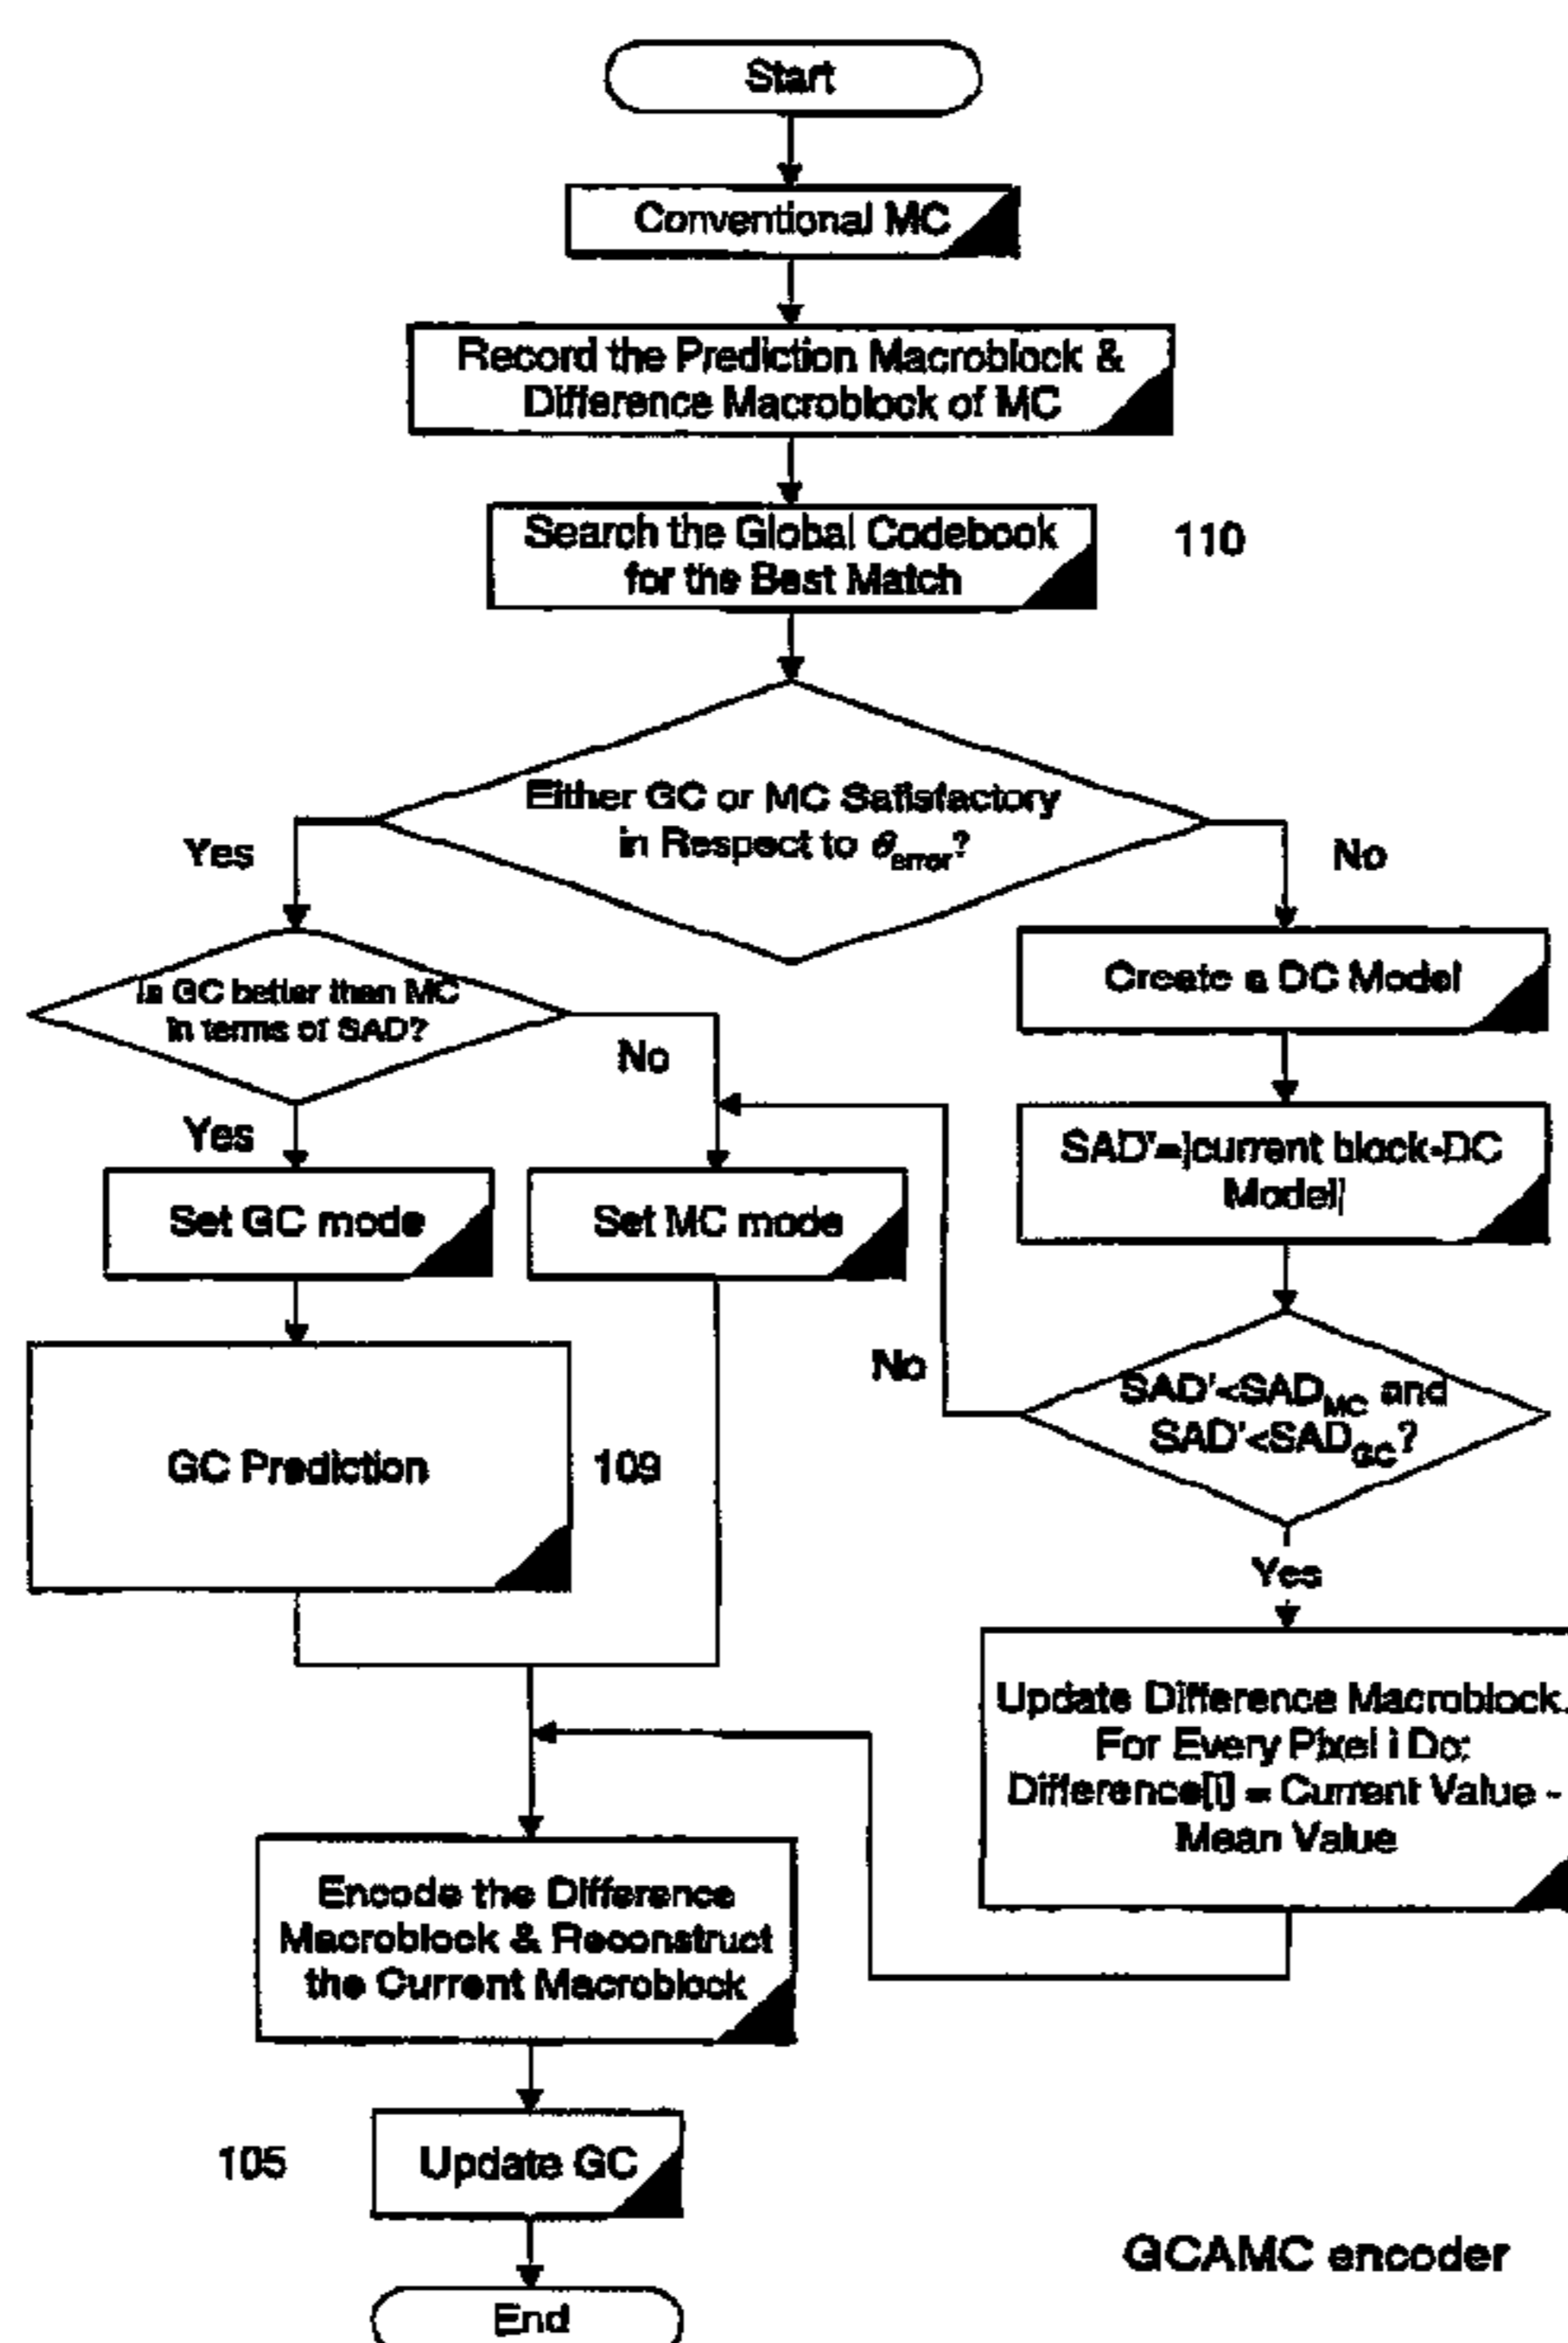 Start
Conventional MC
Record the Prediction Macroblock &
Difference Macroblock of MC
Search the Global Codebook
for the Best Match
110
Either GC or MC Satisfactory
in Respect to θerror?
Yes
No
Is GC better than MC
in terms of SAD?
No
Yes
Create a DC Model
SAD'=|current block-DC
Model|
Set GC mode
Set MC mode
No
SAD'<SADMC and
SAD'<SADGC?
GC Prediction
109
Yes
Update Difference Macroblock.
For Every Pixel i Do:
Difference[i] = Current Value -
Mean Value
Encode the Difference
Macroblock & Reconstruct
the Current Macroblock
105
Update GC
GCAMC encoder
End